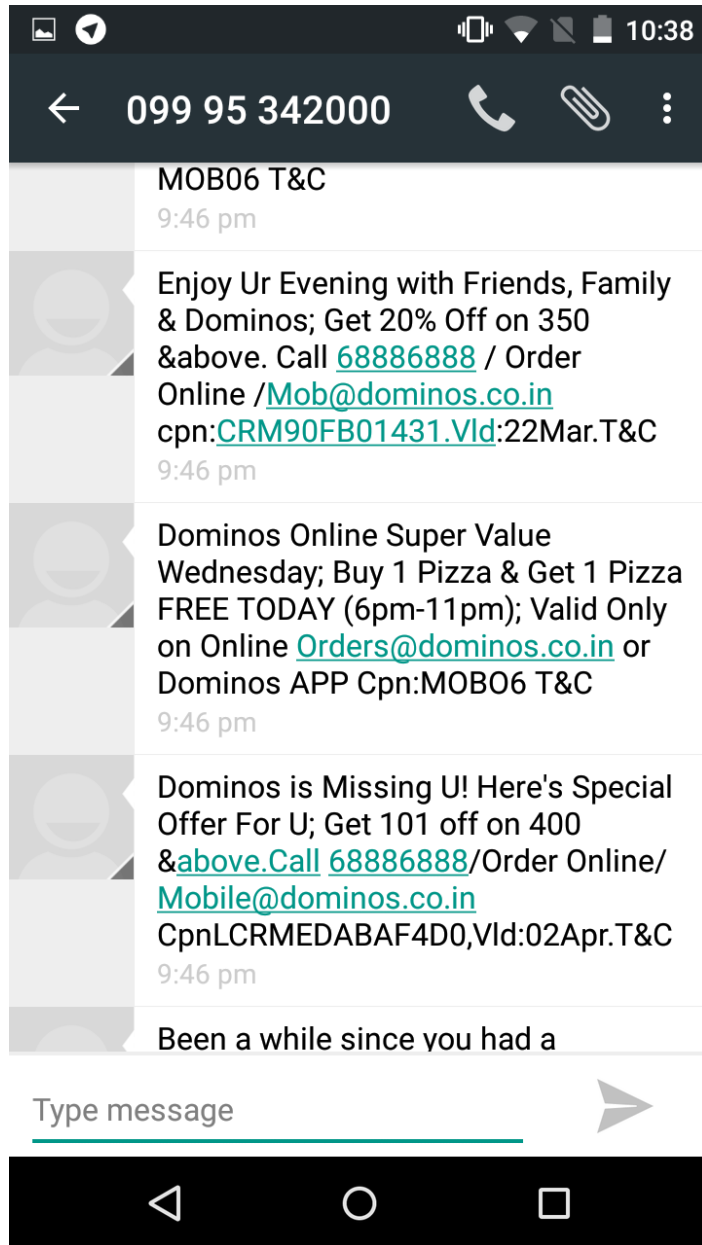 10:38
099 95 342000
MOB06 T&C
9:46 pm
Enjoy Ur Evening with Friends, Family
& Dominos; Get 20% Off on 350
&above. Call 68886888 / Order
Online /Mob@dominos.co.in
cpn:CRM90FB01431.Vld:22Mar.T&C
9:46 pm
Dominos Online Super Value
Wednesday; Buy 1 Pizza & Get 1 Pizza
FREE TODAY (6pm-11pm); Valid Only
on Online Orders@dominos.co.in or
Dominos APP Cpn:MOBO6 T&C
9:46 pm
Dominos is Missing U! Here's Special
Offer For U; Get 101 off on 400
&above.Call 68886888/Order Online/
Mobile@dominos.co.in
CpnLCRMEDABAF4D0,Vld:02Apr.T&C
9:46 pm
Been a while since you had a
Type message